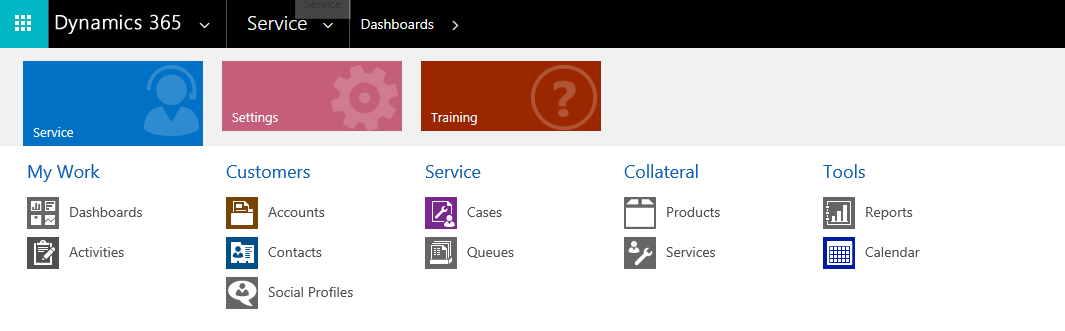 Service
Dynamics 365 Service Dashboards
Service Settings Training
My Work Customers Service Collateral Tools
Dashboards Accounts Cases Products Reports
Activities Contacts Queues Services Calendar
Social Profiles